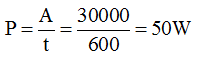 P = A/t = 30000/600 = 50W